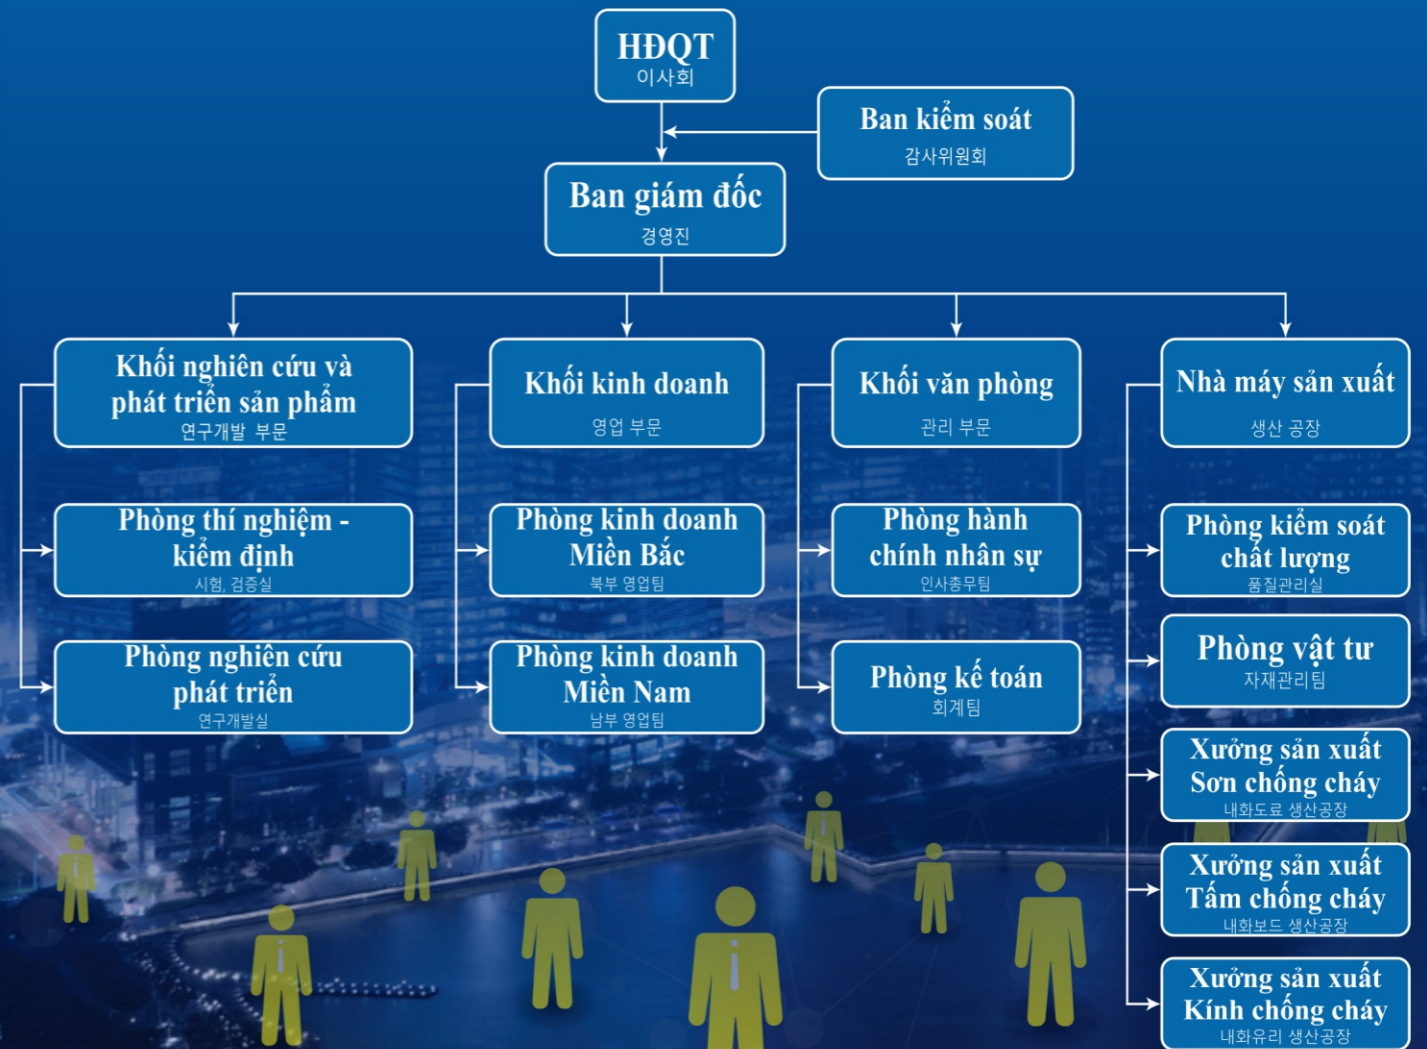 HĐQT
이사회
Ban kiểm soát
감사위원회
Ban giám đốc
경영진
Khối nghiên cứu và
phát triển sản phẩm
연구개발 부문
Khối kinh doanh
영업 부문
Khối văn phòng
관리 부문
Nhà máy sản xuất
생산 공장
Phòng thí nghiệm -
kiểm định
시험, 검증실
Phòng kinh doanh
Miền Bắc
북부 영업팀
Phòng hành
chính nhân sự
인사총무팀
Phòng kiểm soát
chất lượng
품질관리실
Phòng nghiên cứu
phát triển
연구개발실
Phòng kinh doanh
Miền Nam
남부 영업팀
Phòng kế toán
회계팀
Phòng vật tư
자재관리팀
Xưởng sản xuất
Sơn chống cháy
내화도료 생산공장
Xưởng sản xuất
Tấm chống cháy
내화보드 생산공장
Xưởng sản xuất
Kính chống cháy
내화유리 생산공장